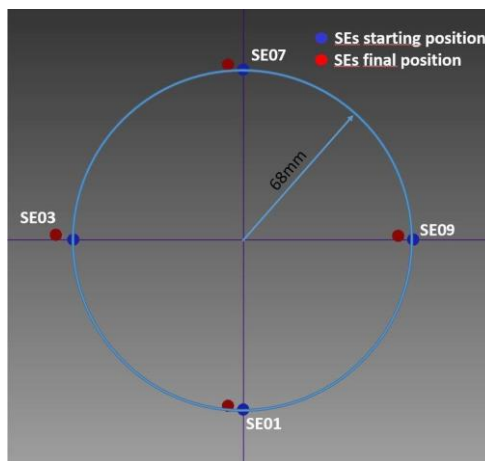 SE07
SEs starting position
SEs final position
68mm
SE03
SE09
SE01